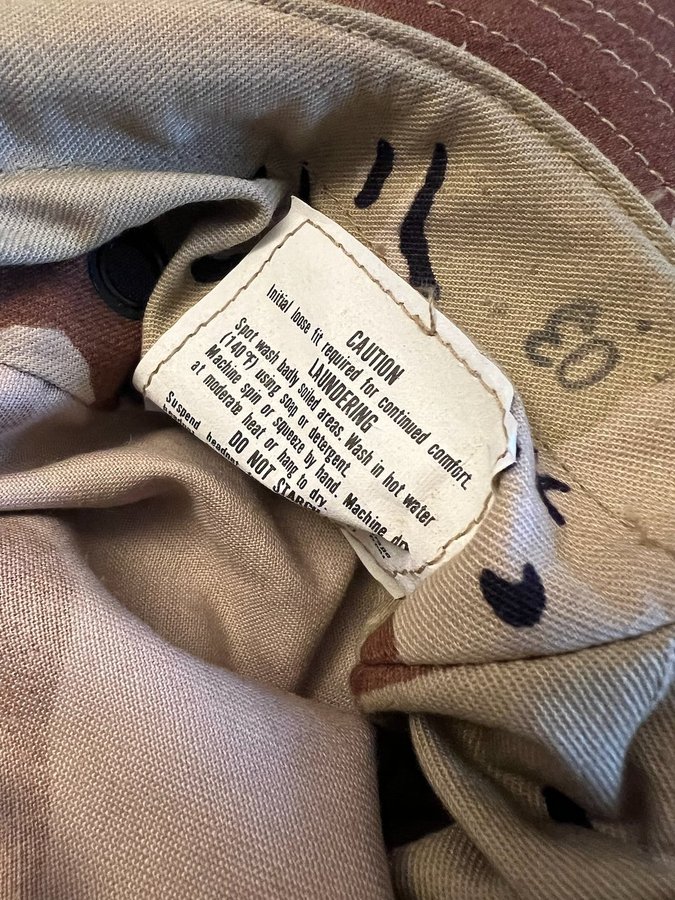 CAUTION
Initial loose fit required for continued comfort.
LAUNDERING
Spot wash badly soiled areas. Wash in hot water
(140°F) using soap or detergent.
Machine spin or squeeze by hand. Machine dry
at moderate heat or hang to dry.
DO NOT STARCH
Suspend
03